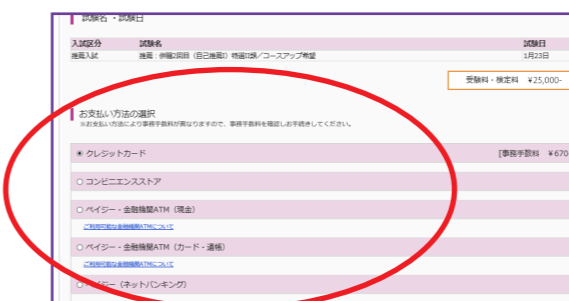 試験名・試験日
入試区分 試験名 試験日
推薦入試 推薦:併願2回目(自己推薦) 特選II類/コースアップ希望 1月23日
受験料・検定料 ¥25,000-
お支払い方法の選択
※お支払い方法により事務手数料が異なりますので、事務手数料を確認しお手続きしてください。
クレジットカード [事務手数料 ¥670
コンビニエンスストア
ペイジー・金融機関ATM(現金)
ご利用可能な金融機関ATMについて
ペイジー・金融機関ATM(カード・通帳)
ご利用可能な金融機関ATMについて
ペイジー(ネットバンキング)